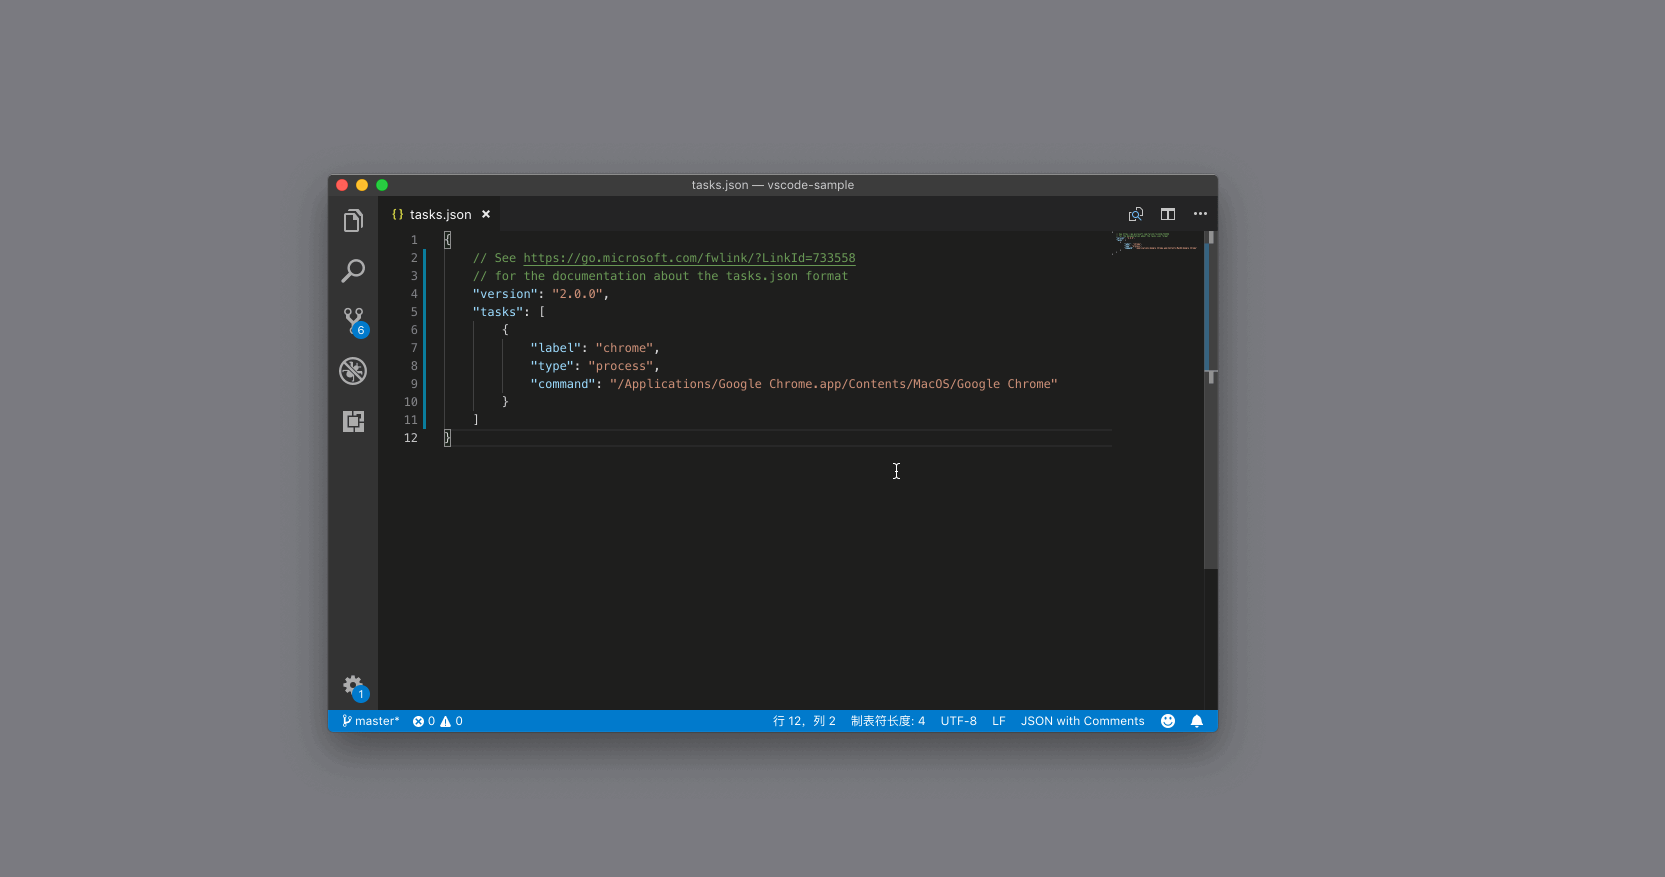 tasks.json — vscode-sample
{} tasks.json ×
1 {
2 // See https://go.microsoft.com/fwlink/?LinkId=733558
3 // for the documentation about the tasks.json format
4 "version": "2.0.0",
5 "tasks": [
6 {
7 "label": "chrome",
8 "type": "process",
9 "command": "/Applications/Google Chrome.app/Contents/MacOS/Google Chrome"
10 }
11 ]
12 }
6
1
master* 0 0 行 12，列 2 制表符长度: 4 UTF-8 LF JSON with Comments